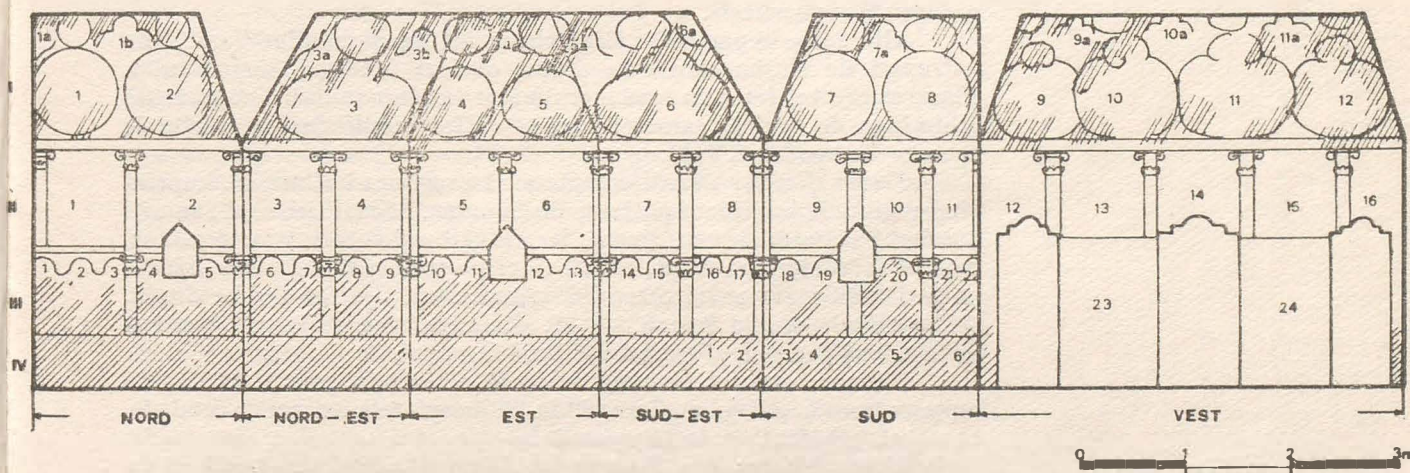 1a 1b 3a 3b 6a 7a 9a 10a 11a
I 1 2 3 4 5 6 7 8 9 10 11 12
II 1 2 3 4 5 6 7 8 9 10 11 12 13 14 15 16
III 1 2 3 4 5 6 7 8 9 10 11 12 13 14 15 16 17 18 19 20 21 22 23 24
IV 1 2 3 4 5 6
NORD NORD-EST EST SUD-EST SUD VEST
0 1 2 3m